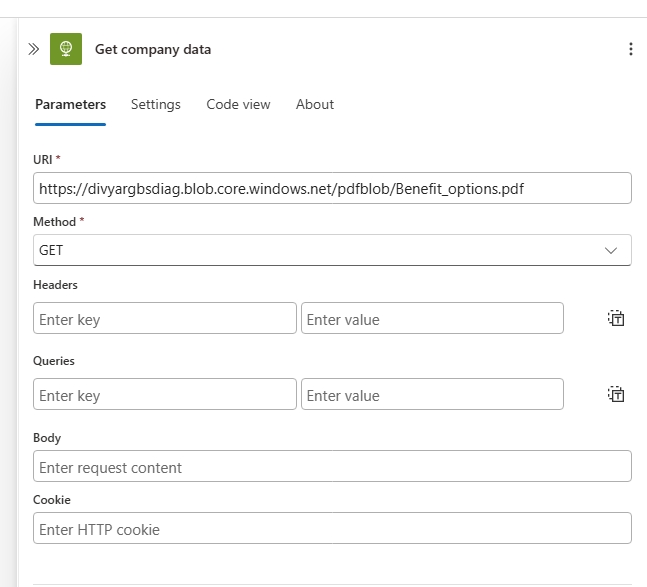 Get company data
Parameters Settings Code view About
URI *
https://divyargbsdiag.blob.core.windows.net/pdfblob/Benefit_options.pdf
Method *
GET
Headers
Enter key Enter value
Queries
Enter key Enter value
Body
Enter request content
Cookie
Enter HTTP cookie